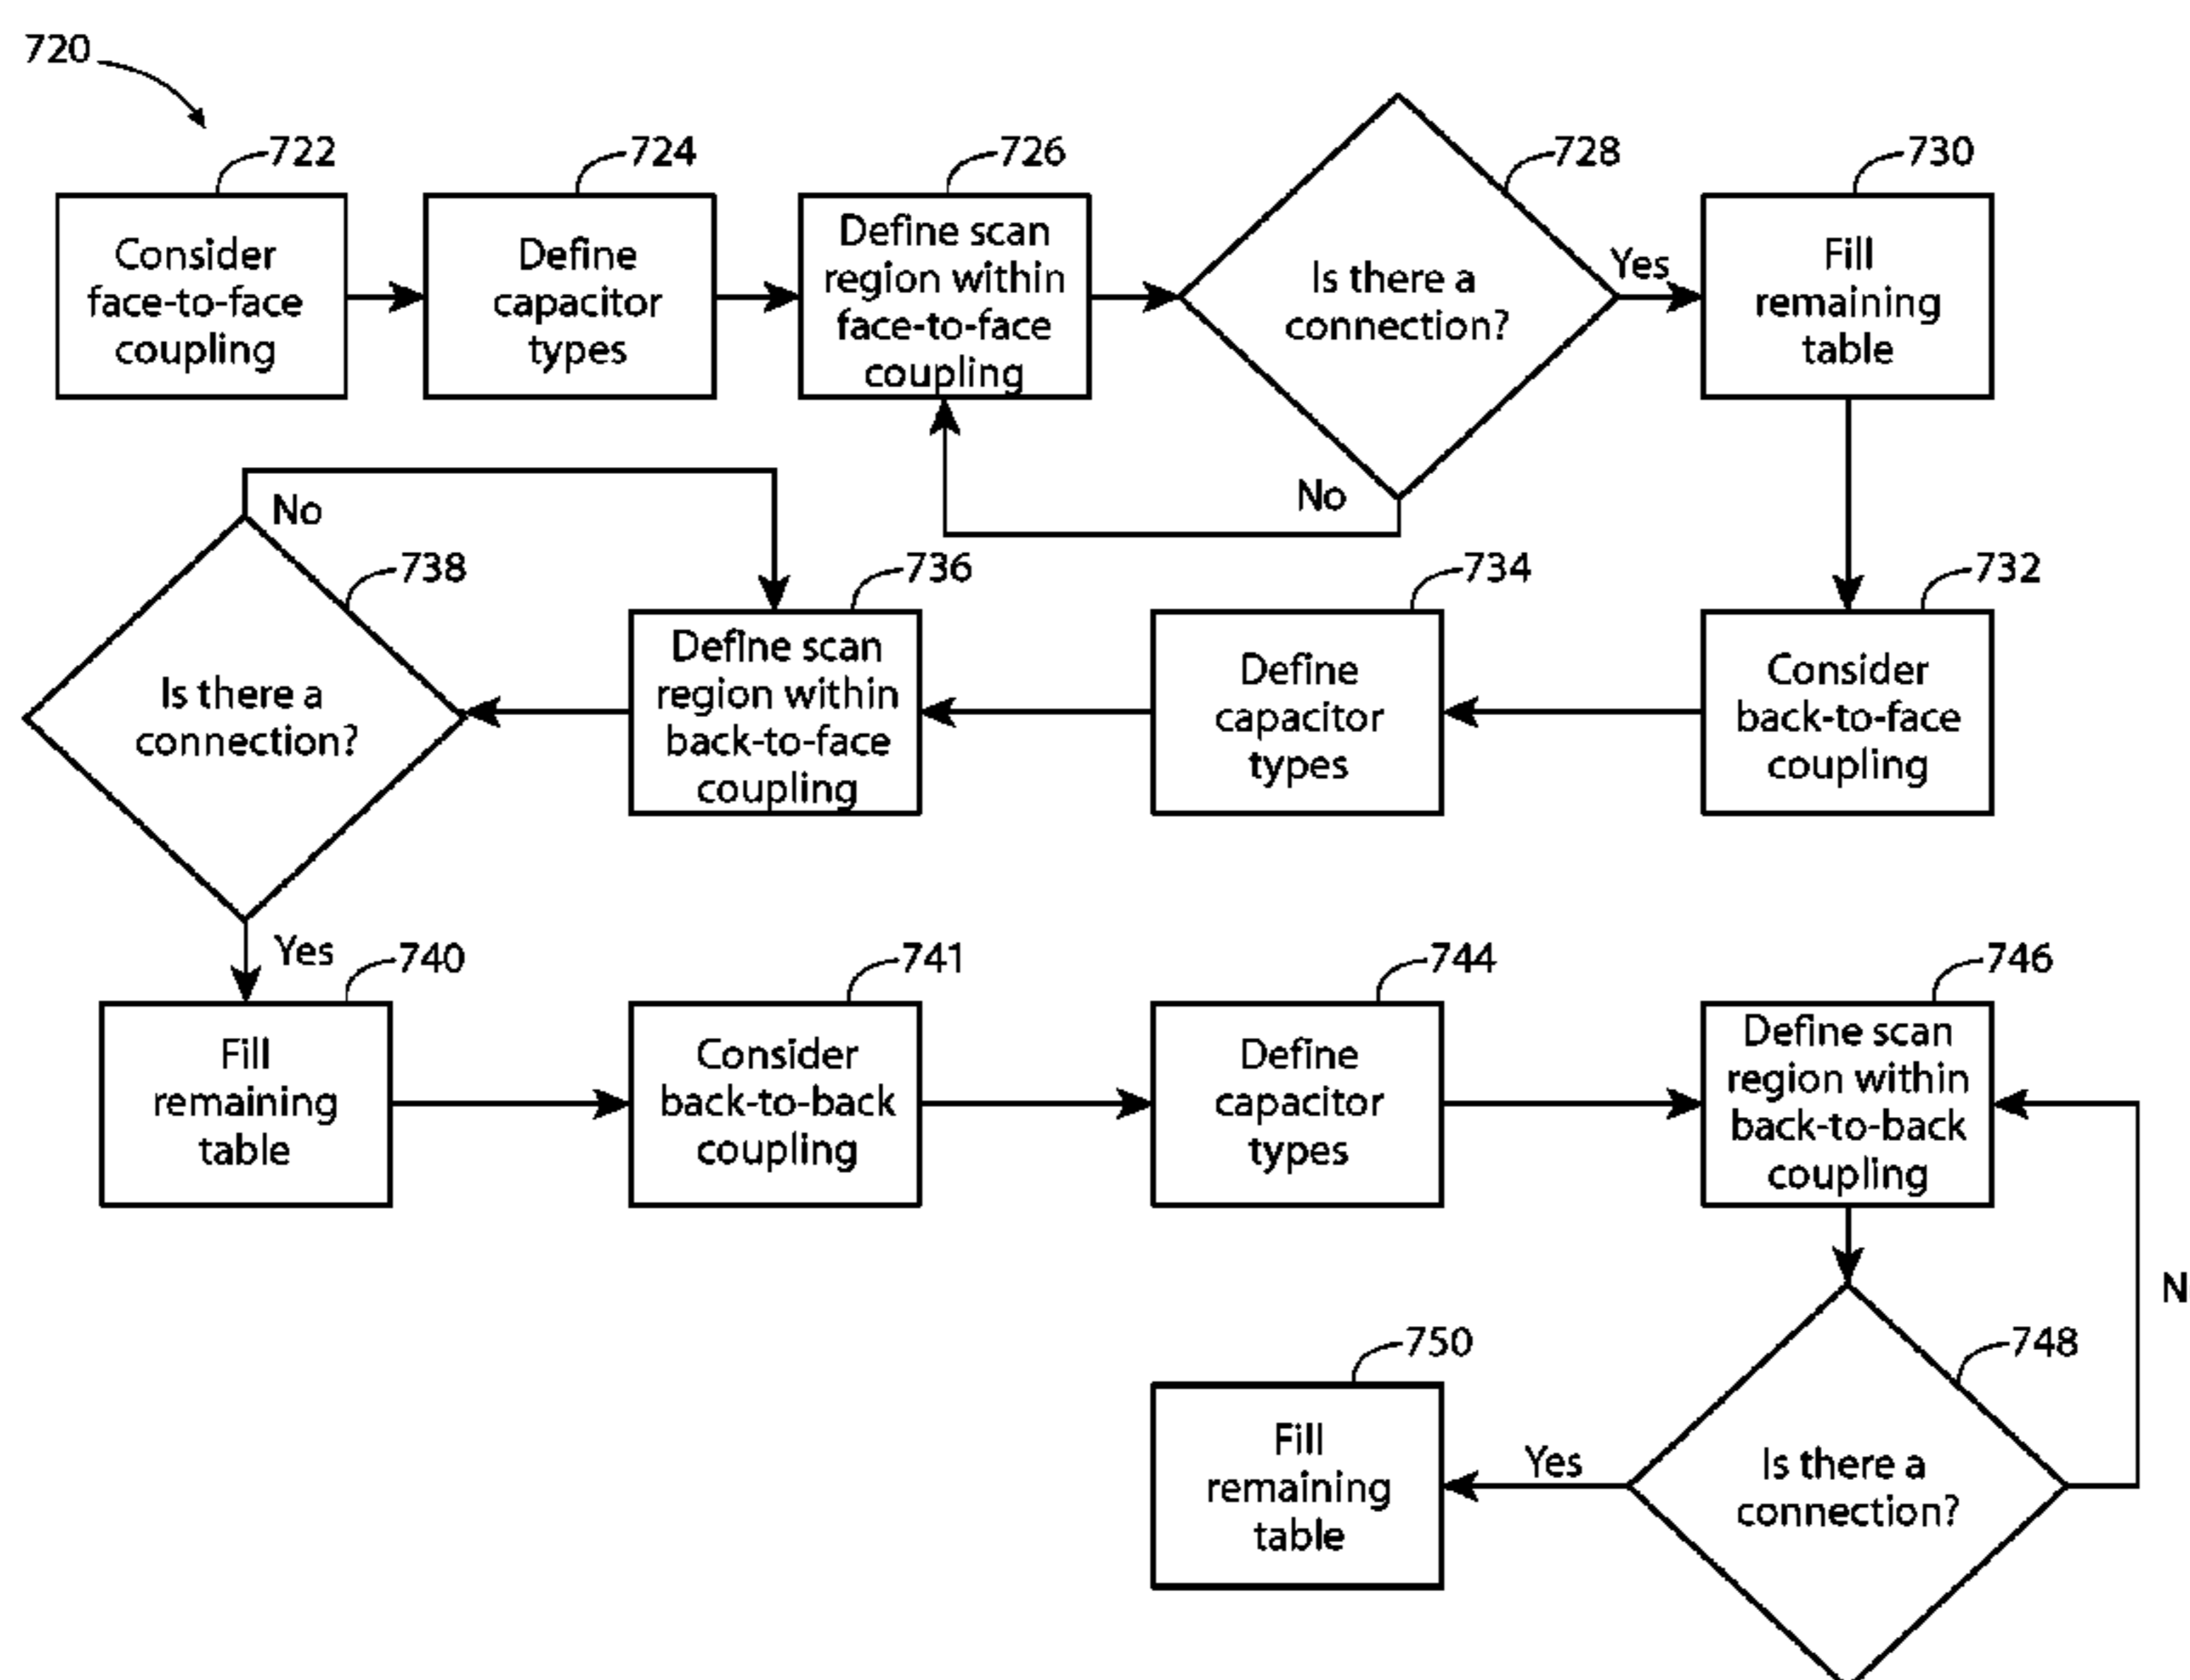 720
722
724
726
728
730
Consider
face-to-face
coupling
Define
capacitor
types
Define scan
region within
face-to-face
coupling
Is there a
connection?
Yes
No
Fill
remaining
table
738
No
Is there a
connection?
Yes
736
Define scan
region within
back-to-face
coupling
734
Define
capacitor
types
732
Consider
back-to-face
coupling
740
Fill
remaining
table
741
Consider
back-to-back
coupling
744
Define
capacitor
types
746
Define scan
region within
back-to-back
coupling
N
748
Is there a
connection?
Yes
750
Fill
remaining
table